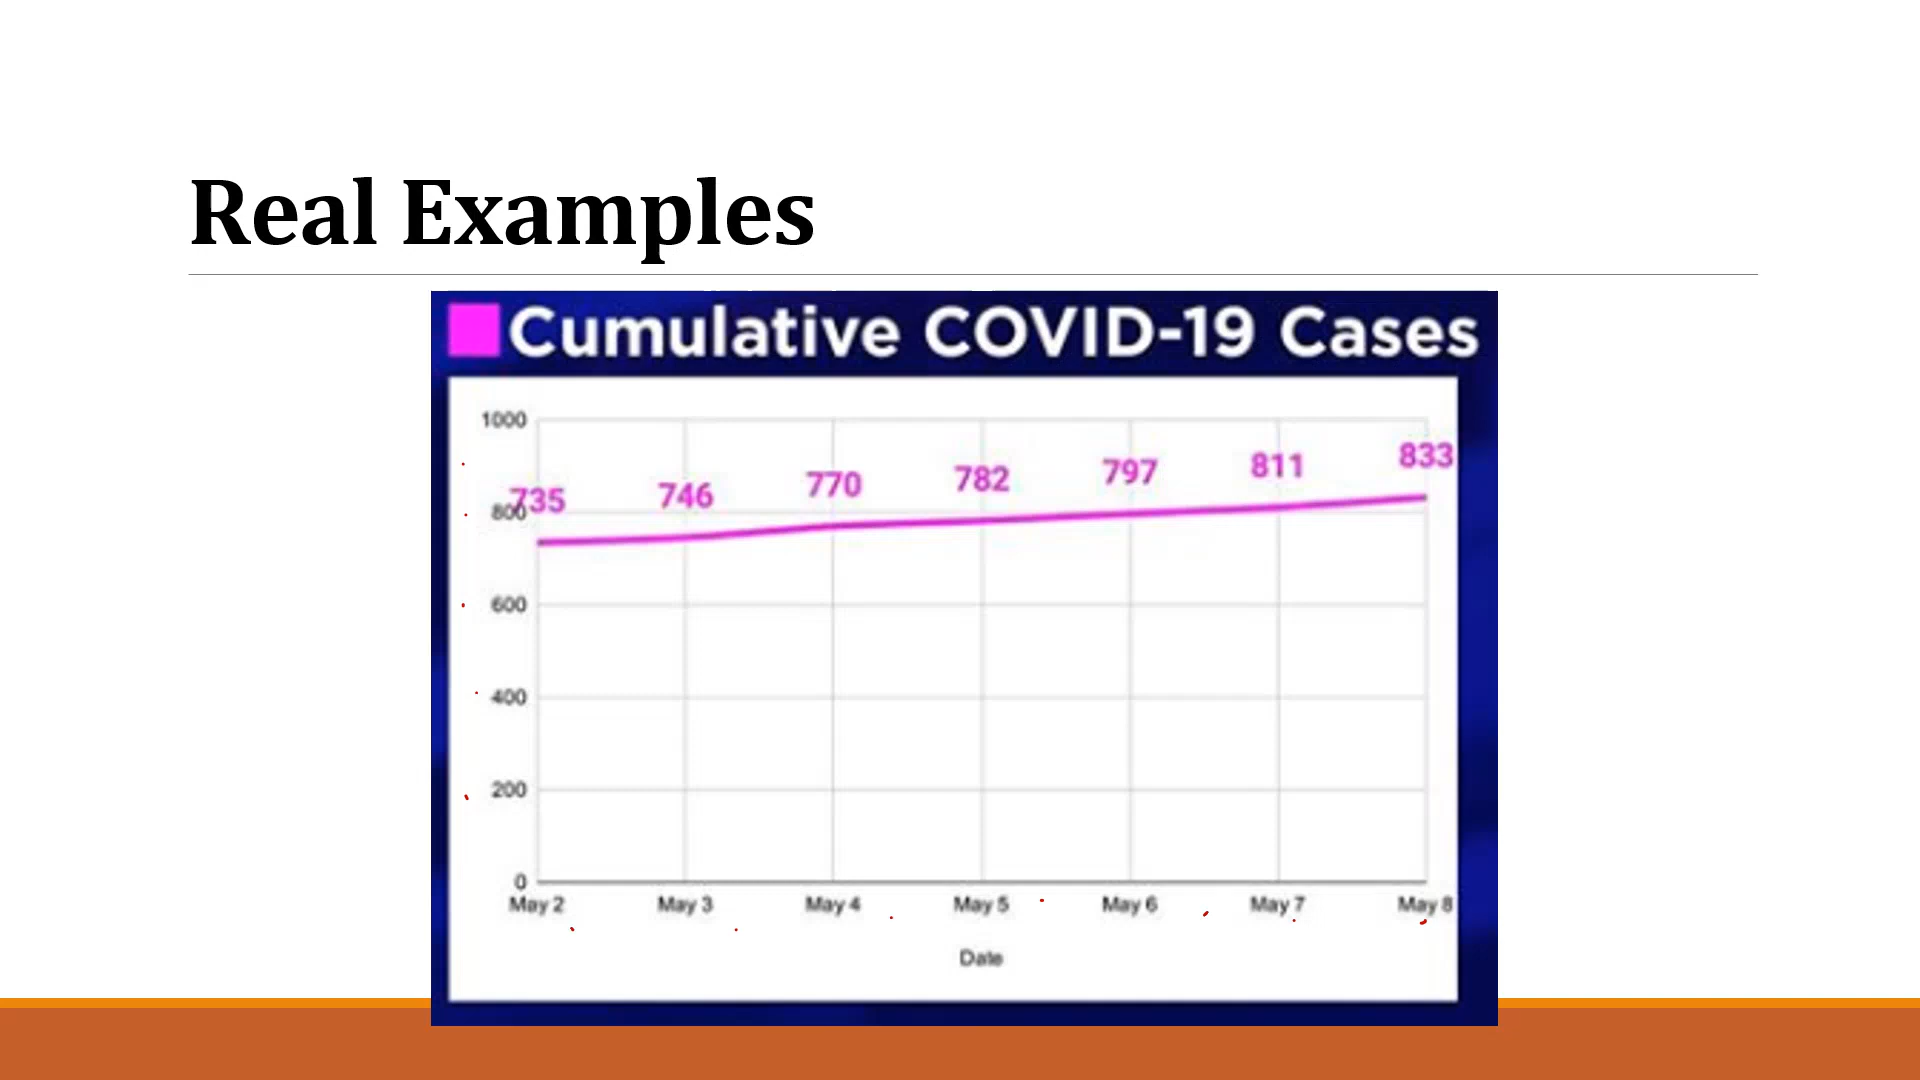 Real Examples
Cumulative COVID-19 Cases
1000
800
600
400
200
0
735
746
770
782
797
811
833
May 2
May 3
May 4
May 5
May 6
May 7
May 8
Date